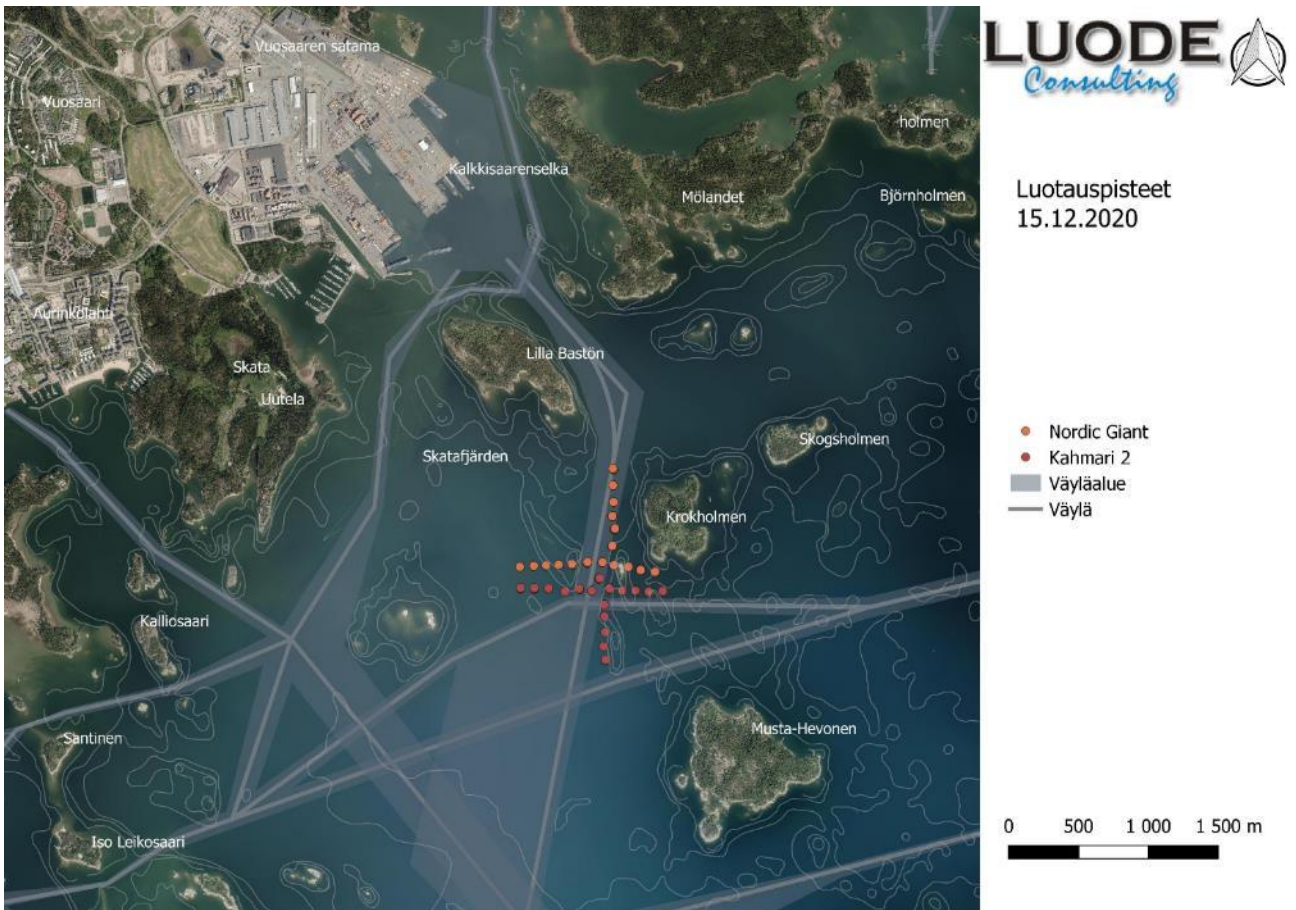 Vuosaaren satama
Vuosaari
Kalkkisaarenselka
Mölandet
holmen
Björnholmen
Aurinkolahti
Skata
Uutela
Lilla Bastön
Skatafjärden
Skogsholmen
Krokholmen
Kalliosaari
Santinen
Musta-Hevonen
Iso Leikosaari
LUODE
Consulting
Luotauspisteet
15.12.2020
Nordic Giant
Kahmari 2
Väyläalue
Väylä
0 500 1 000 1 500 m